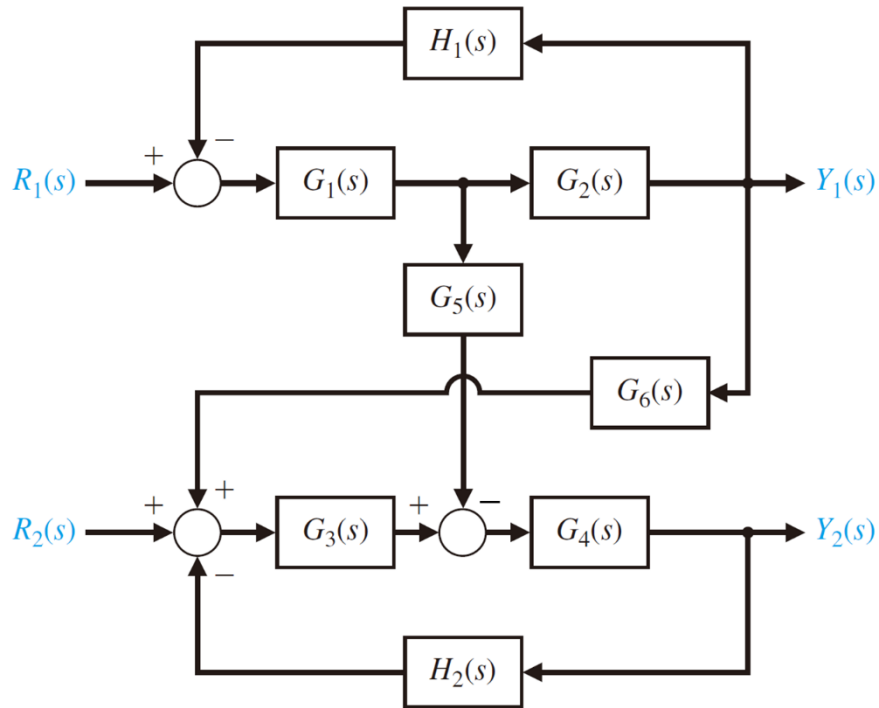 H₁(s)
+ −
R₁(s) G₁(s) G₂(s) Y₁(s)
G₅(s)
G₆(s)
+ + + −
R₂(s) G₃(s) G₄(s) Y₂(s)
−
H₂(s)